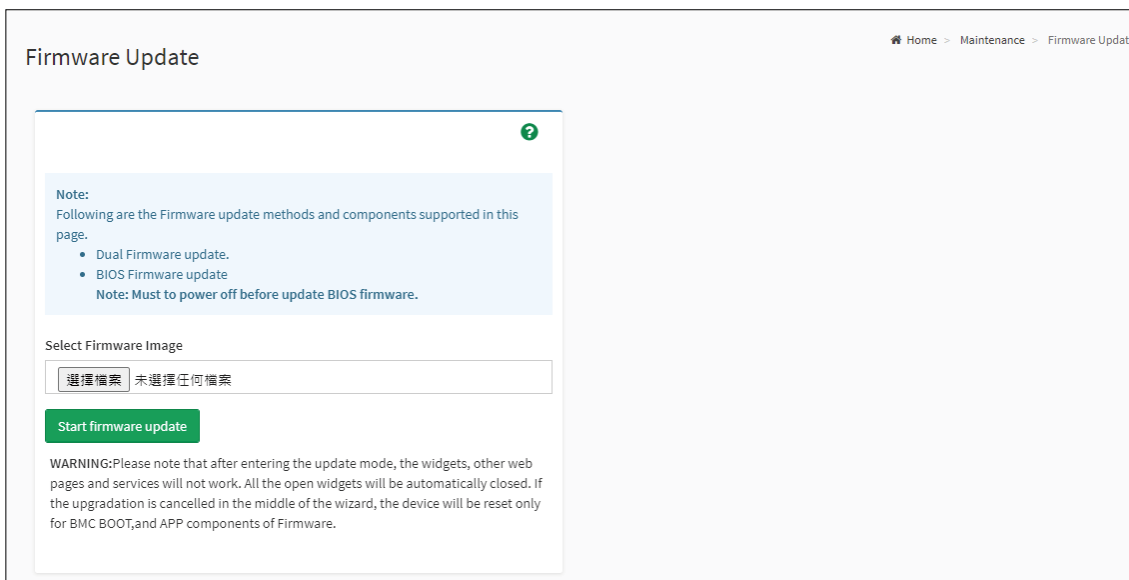 Home > Maintenance > Firmware Updat
Firmware Update
Note:
Following are the Firmware update methods and components supported in this
page.
• Dual Firmware update.
• BIOS Firmware update
Note: Must to power off before update BIOS firmware.
Select Firmware Image
選擇檔案 未選擇任何檔案
Start firmware update
WARNING:Please note that after entering the update mode, the widgets, other web
pages and services will not work. All the open widgets will be automatically closed. If
the upgradation is cancelled in the middle of the wizard, the device will be reset only
for BMC BOOT,and APP components of Firmware.